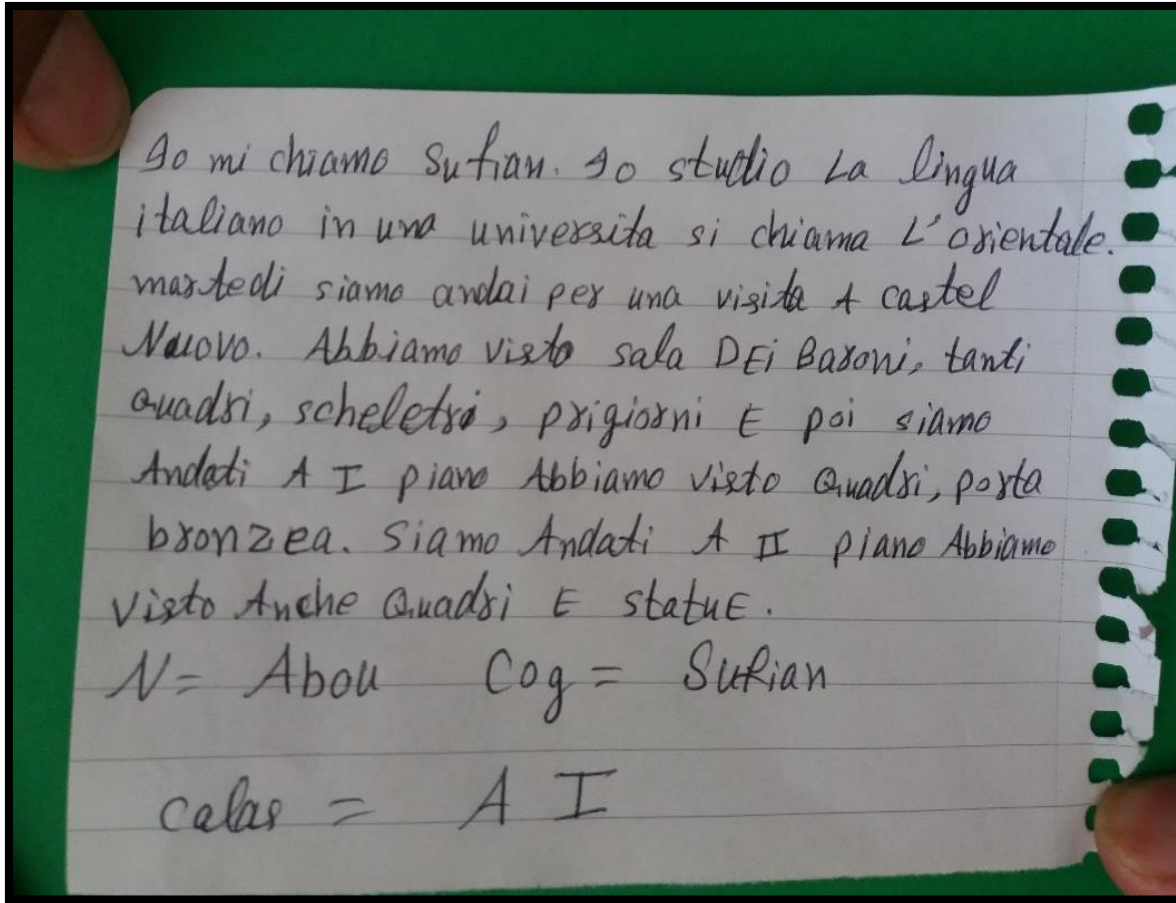 Io mi chiamo Sufian. Io studio La lingua
italiano in una universita si chiama L'orientale.
martedi siamo andai per una visita A castel
Nuovo. Abbiamo visto sala DEi Baroni, tanti
Quadri, scheletri, prigiorni E poi siamo
Andati A I piano Abbiamo visto Quadri, porta
bronzea. Siamo Andati A II piano Abbiamo
visto Anche Quadri E statuE.
N= Abou Cog = Sufian
calas = A I